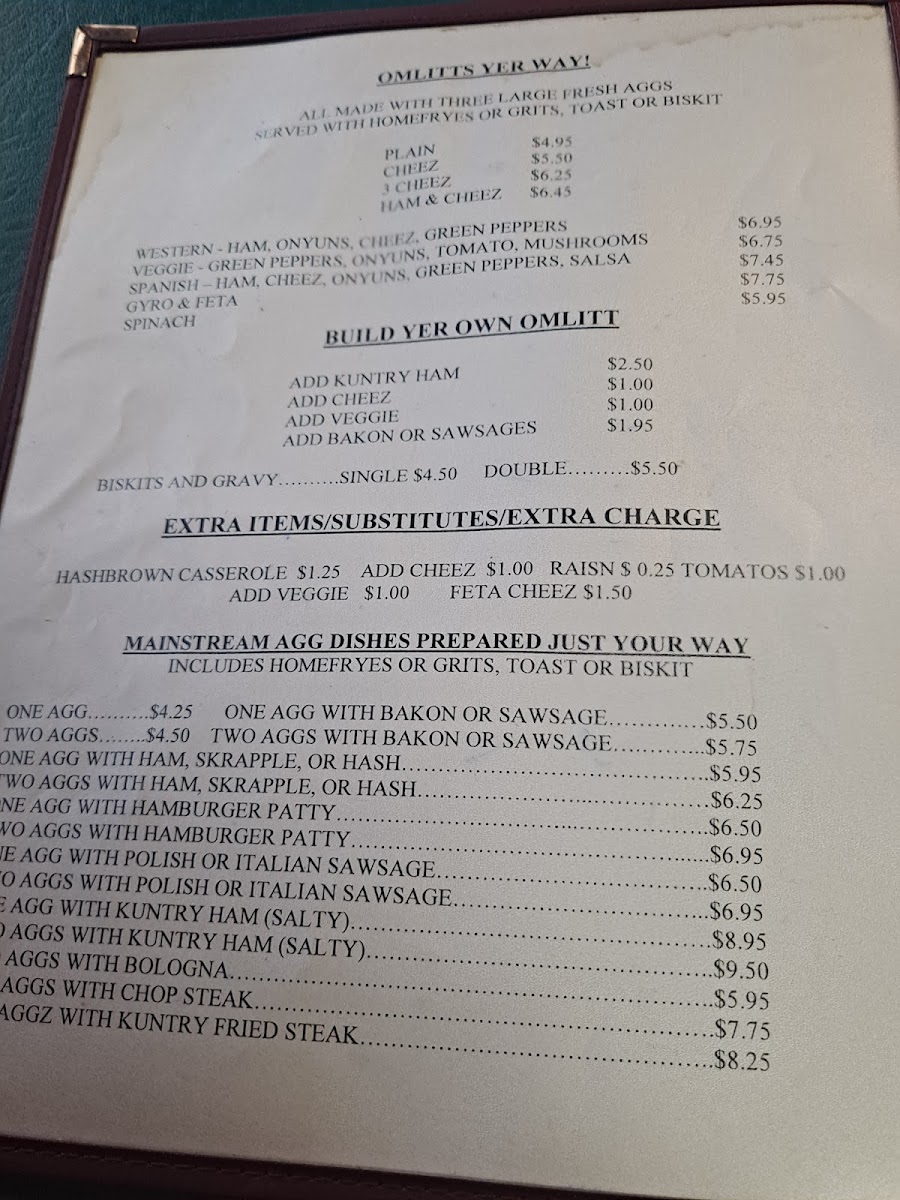 OMLITTS YER WAY!
ALL MADE WITH THREE LARGE FRESH AGGS
SERVED WITH HOMEFRYES OR GRITS, TOAST OR BISKIT
PLAIN $4.95
CHEEZ $5.50
3 CHEEZ $6.25
HAM & CHEEZ $6.45
WESTERN - HAM, ONYUNS, CHEEZ, GREEN PEPPERS $6.95
VEGGIE - GREEN PEPPERS, ONYUNS, TOMATO, MUSHROOMS $6.75
SPANISH – HAM, CHEEZ, ONYUNS, GREEN PEPPERS, SALSA $7.45
GYRO & FETA $7.75
SPINACH $5.95
BUILD YER OWN OMLITT
ADD KUNTRY HAM $2.50
ADD CHEEZ $1.00
ADD VEGGIE $1.00
ADD BAKON OR SAWSAGES $1.95
BISKITS AND GRAVY..........SINGLE $4.50 DOUBLE.........$5.50
EXTRA ITEMS/SUBSTITUTES/EXTRA CHARGE
HASHBROWN CASSEROLE $1.25 ADD CHEEZ $1.00 RAISN $ 0.25 TOMATOS $1.00
ADD VEGGIE $1.00 FETA CHEEZ $1.50
MAINSTREAM AGG DISHES PREPARED JUST YOUR WAY
INCLUDES HOMEFRYES OR GRITS, TOAST OR BISKIT
ONE AGG..........$4.25 ONE AGG WITH BAKON OR SAWSAGE.............$5.50
TWO AGGS........$4.50 TWO AGGS WITH BAKON OR SAWSAGE.............$5.75
ONE AGG WITH HAM, SKRAPPLE, OR HASH..........................................$5.95
TWO AGGS WITH HAM, SKRAPPLE, OR HASH.......................................$6.25
NE AGG WITH HAMBURGER PATTY....................................................$6.50
WO AGGS WITH HAMBURGER PATTY.................................................$6.95
NE AGG WITH POLISH OR ITALIAN SAWSAGE.....................................$6.50
O AGGS WITH POLISH OR ITALIAN SAWSAGE...................................$6.95
E AGG WITH KUNTRY HAM (SALTY)..................................................$8.95
O AGGS WITH KUNTRY HAM (SALTY)................................................$9.50
AGGS WITH BOLOGNA....................................................................$5.95
AGGS WITH CHOP STEAK.................................................................$7.75
AGGZ WITH KUNTRY FRIED STEAK..................................................$8.25